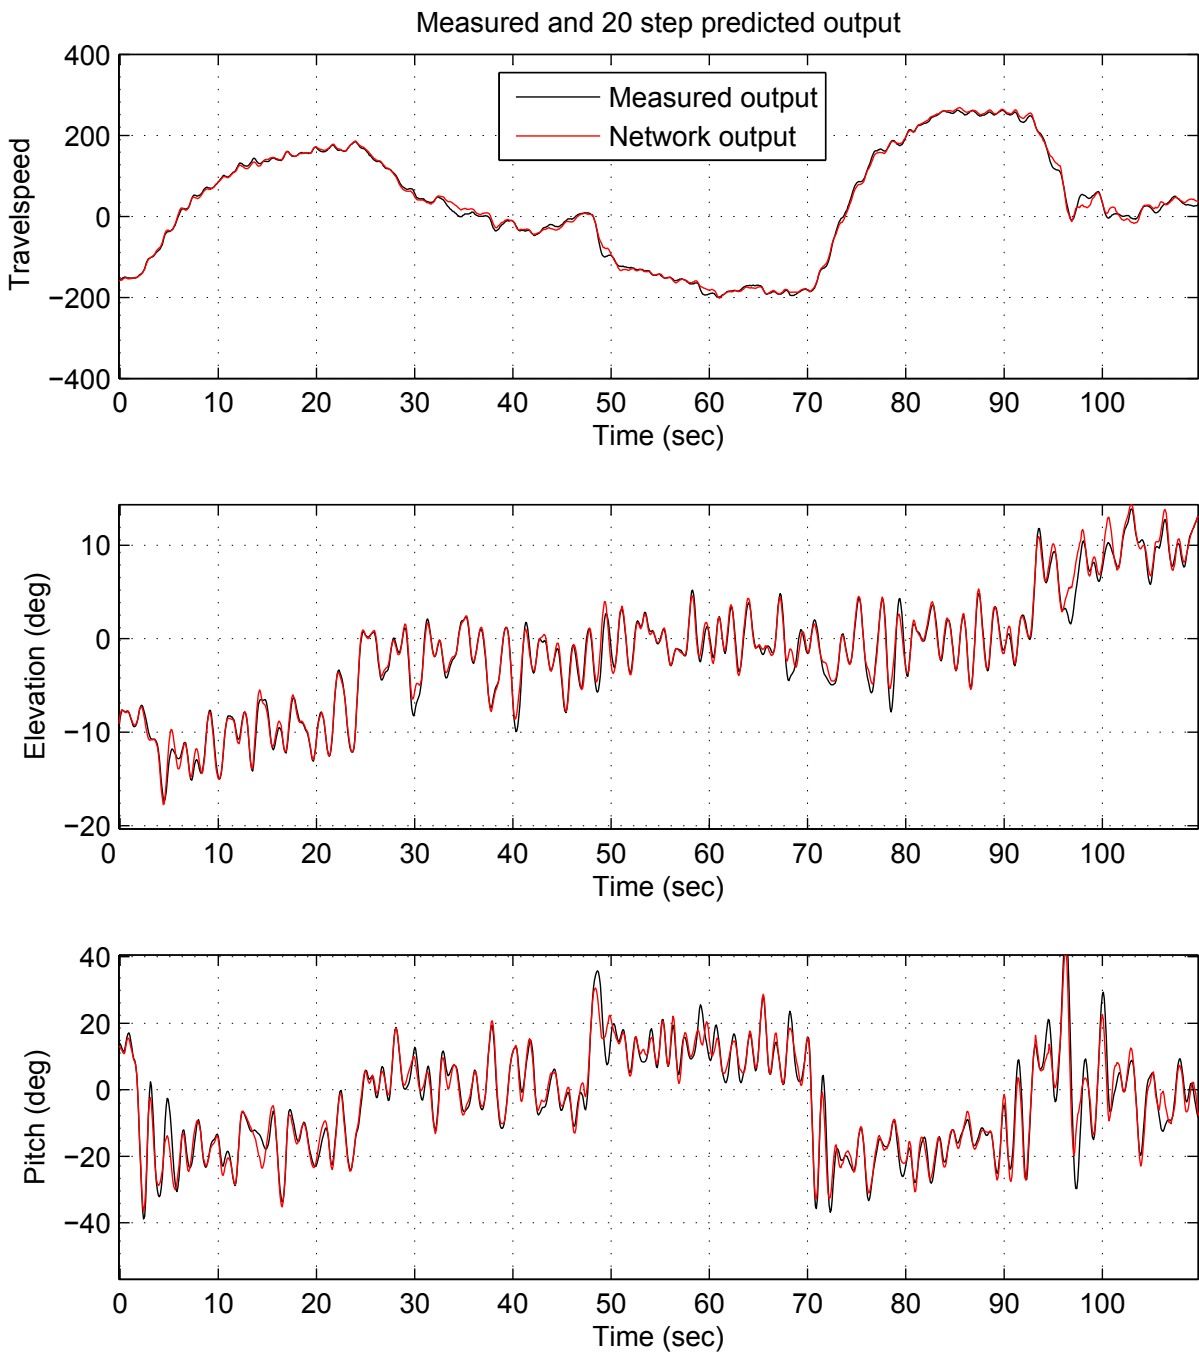 Measured and 20 step predicted output
400
200
0
−200
−400
Travelspeed
Measured output
Network output
0 10 20 30 40 50 60 70 80 90 100
Time (sec)
10
0
−10
−20
Elevation (deg)
0 10 20 30 40 50 60 70 80 90 100
Time (sec)
40
20
0
−20
−40
Pitch (deg)
0 10 20 30 40 50 60 70 80 90 100
Time (sec)